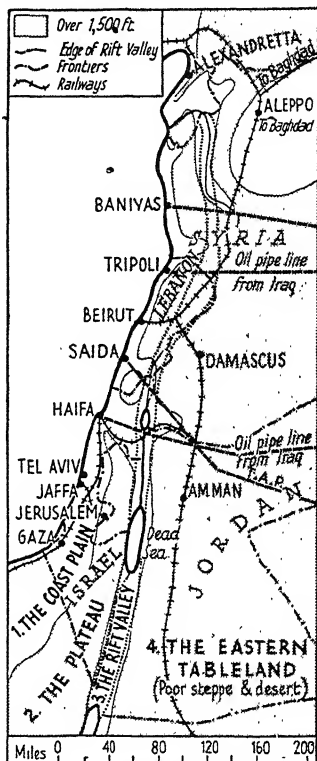 Over 1,500 ft.
Edge of Rift Valley
Frontiers
Railways
ALEXANDRETTA
To Baghdad
ALEPPO
To Baghdad
BANIYAS
SYRIA
TRIPOLI
LEBANON
Oil pipe line
from Iraq
BEIRUT
SAIDA
DAMASCUS
HAIFA
Oil pipe line
from Iraq
T.A.P.
TEL AVIV
JAFFA
JERUSALEM
GAZA
AMMAN
Dead
Sea
JORDAN
ISRAEL
1. THE COAST PLAIN
2. THE PLATEAU
3. THE RIFT VALLEY
4. THE EASTERN
TABLELAND
(Poor steppe & desert)
Miles 0 40 80 120 160 200